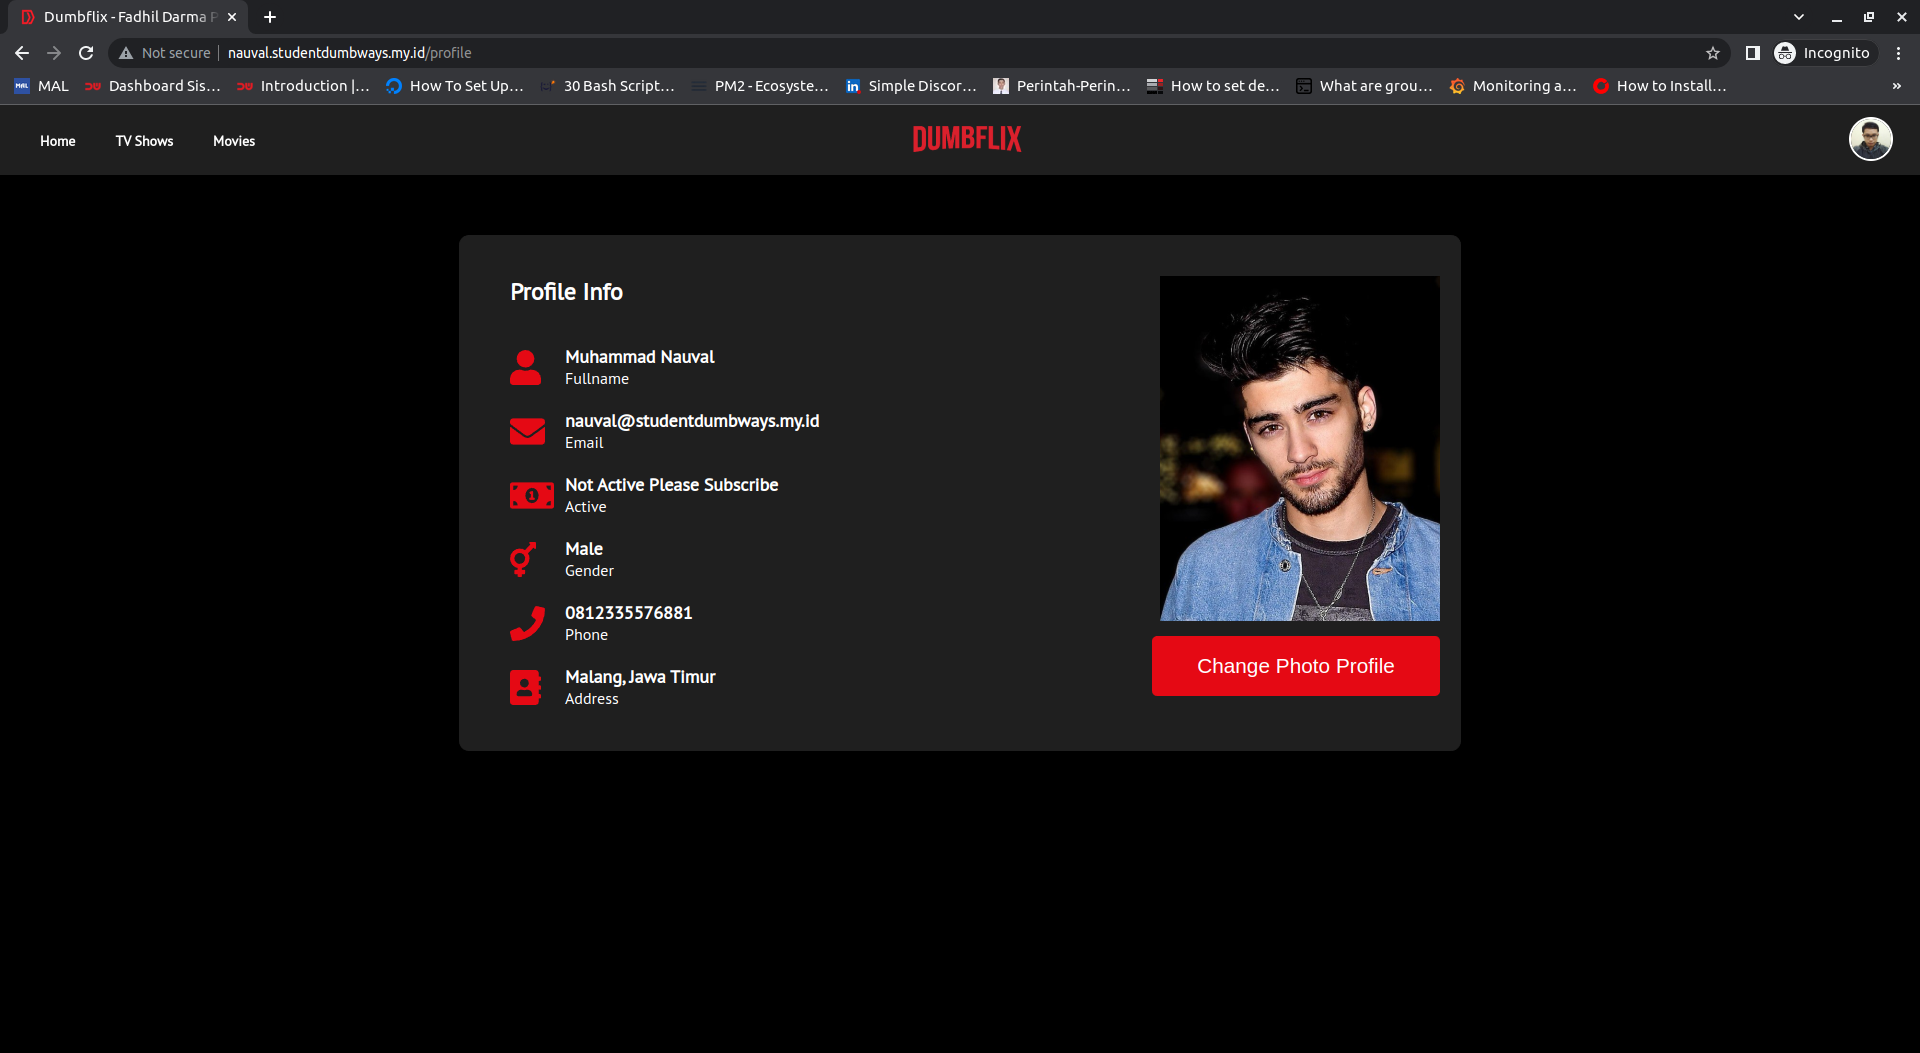 Dumbflix - Fadhil Darma P
Not secure
nauval.studentdumbways.my.id/profile
Incognito
MAL
Dashboard Sis...
Introduction |...
How To Set Up...
30 Bash Script...
PM2 - Ecosyste...
Simple Discor...
Perintah-Perin...
How to set de...
What are grou...
Monitoring a...
How to Install...
»
Home
TV Shows
Movies
DUMBFLIX
Profile Info
Muhammad Nauval
Fullname
nauval@studentdumbways.my.id
Email
Not Active Please Subscribe
Active
Male
Gender
0812335576881
Phone
Malang, Jawa Timur
Address
Change Photo Profile